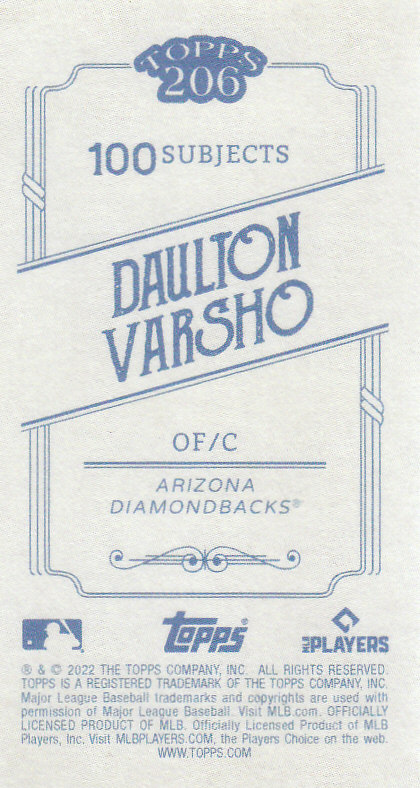 TOPPS
206
100 SUBJECTS
DAULTON
VARSHO
OF/C
ARIZONA
DIAMONDBACKS®
Topps®
MLB PLAYERS
® & © 2022 THE TOPPS COMPANY, INC. ALL RIGHTS RESERVED.
TOPPS IS A REGISTERED TRADEMARK OF THE TOPPS COMPANY, INC.
Major League Baseball trademarks and copyrights are used with
permission of Major League Baseball. Visit MLB.com. OFFICIALLY
LICENSED PRODUCT OF MLB. Officially Licensed Product of MLB
Players, Inc. Visit MLBPLAYERS.COM, the Players Choice on the web.
WWW.TOPPS.COM